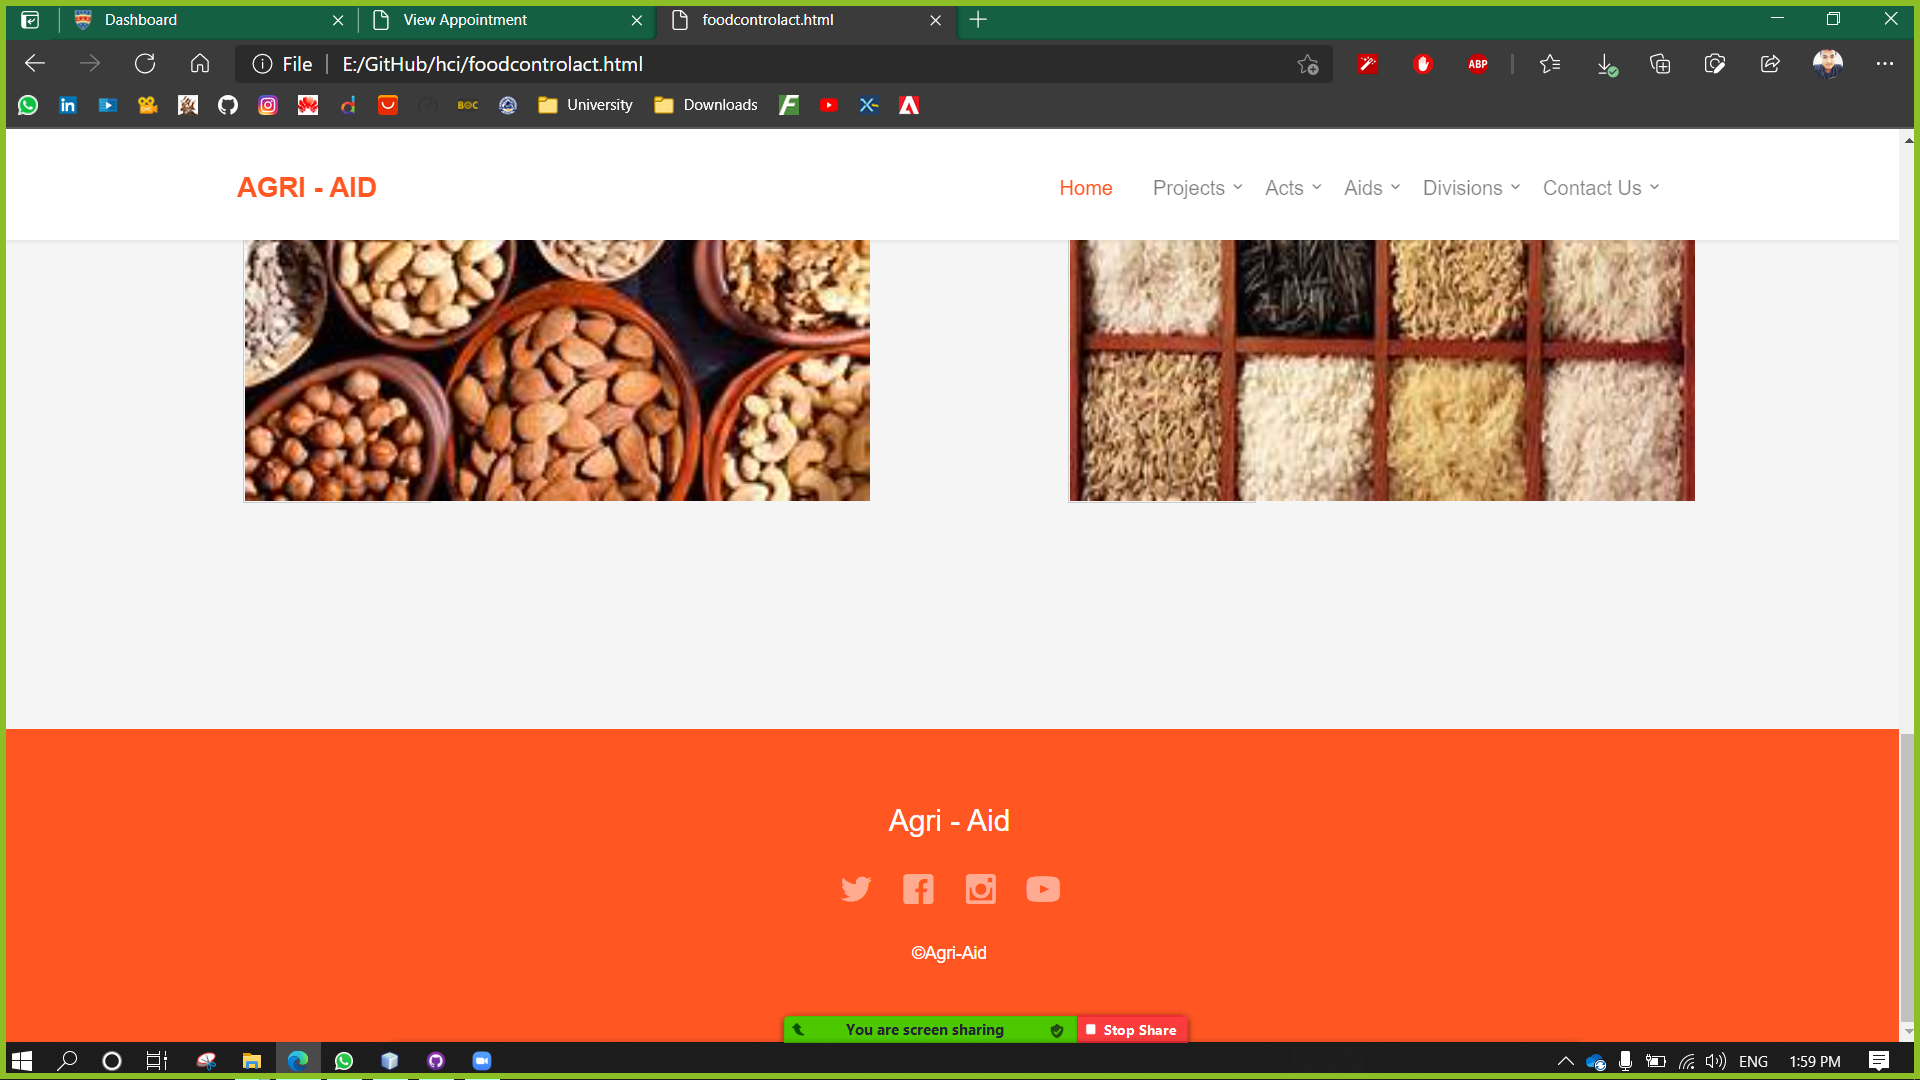 Dashboard View Appointment foodcontrolact.html
File E:/GitHub/hci/foodcontrolact.html ABP
BOC University Downloads
AGRI - AID Home Projects Acts Aids Divisions Contact Us
Agri - Aid
©Agri-Aid
You are screen sharing Stop Share
ENG 1:59 PM